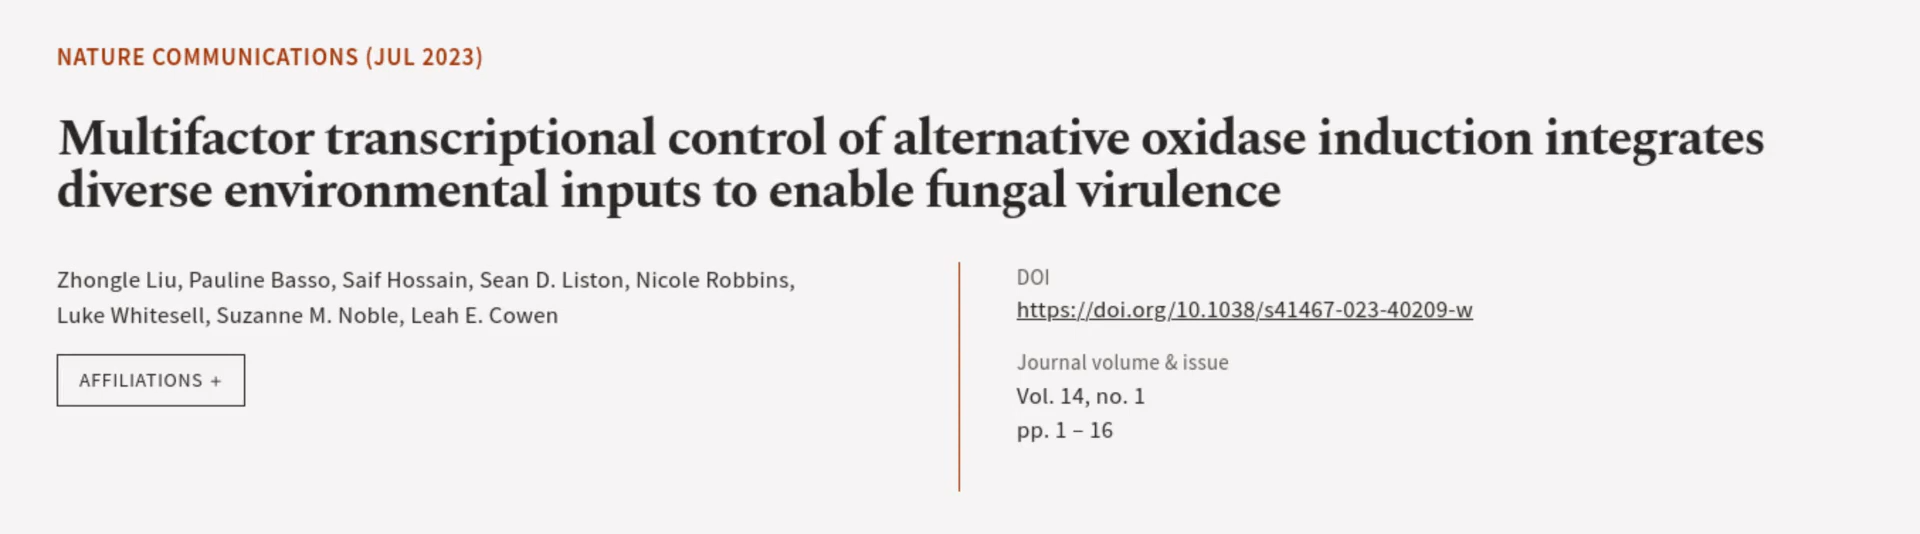 NATURE COMMUNICATIONS (JUL 2023)
Multifactor transcriptional control of alternative oxidase induction integrates
diverse environmental inputs to enable fungal virulence
Zhongle Liu, Pauline Basso, Saif Hossain, Sean D. Liston, Nicole Robbins,
Luke Whitesell, Suzanne M. Noble, Leah E. Cowen
AFFILIATIONS +
DOI
https://doi.org/10.1038/s41467-023-40209-w
Journal volume & issue
Vol. 14, no. 1
pp. 1 – 16